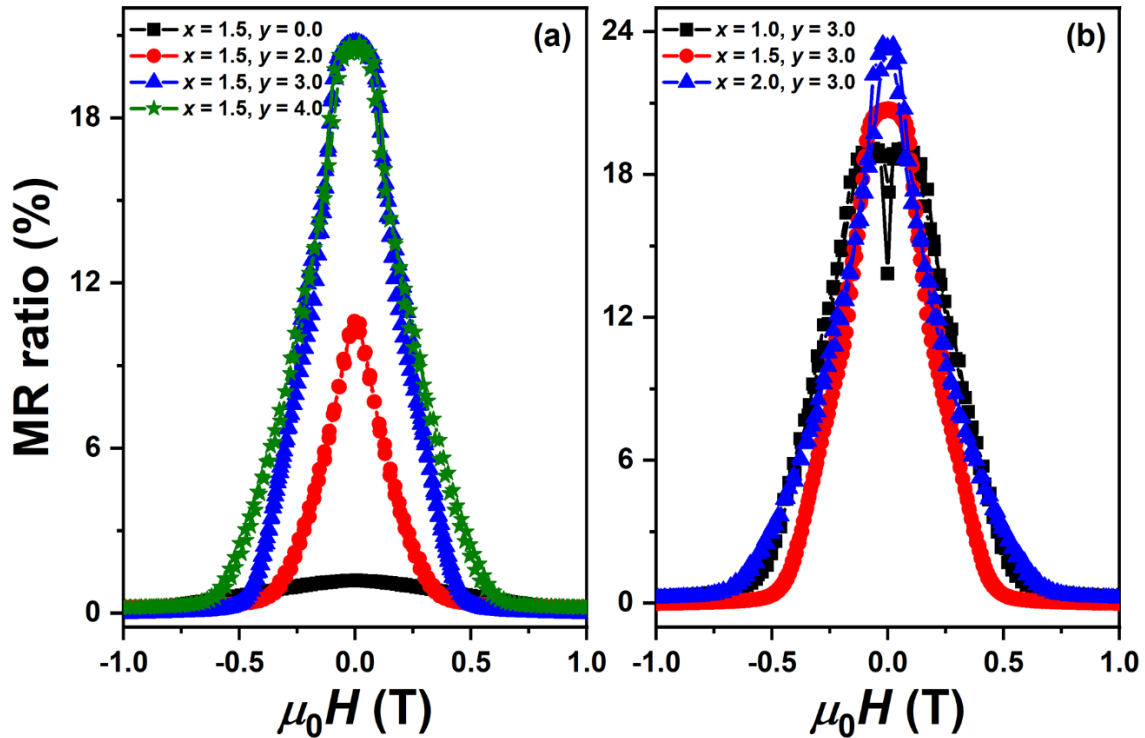 MR ratio (%)
(a)
x = 1.5, y = 0.0
x = 1.5, y = 2.0
x = 1.5, y = 3.0
x = 1.5, y = 4.0
18
12
6
0
-1.0 -0.5 0.0 0.5 1.0
μ₀H (T)
(b)
x = 1.0, y = 3.0
x = 1.5, y = 3.0
x = 2.0, y = 3.0
24
18
12
6
0
-1.0 -0.5 0.0 0.5 1.0
μ₀H (T)